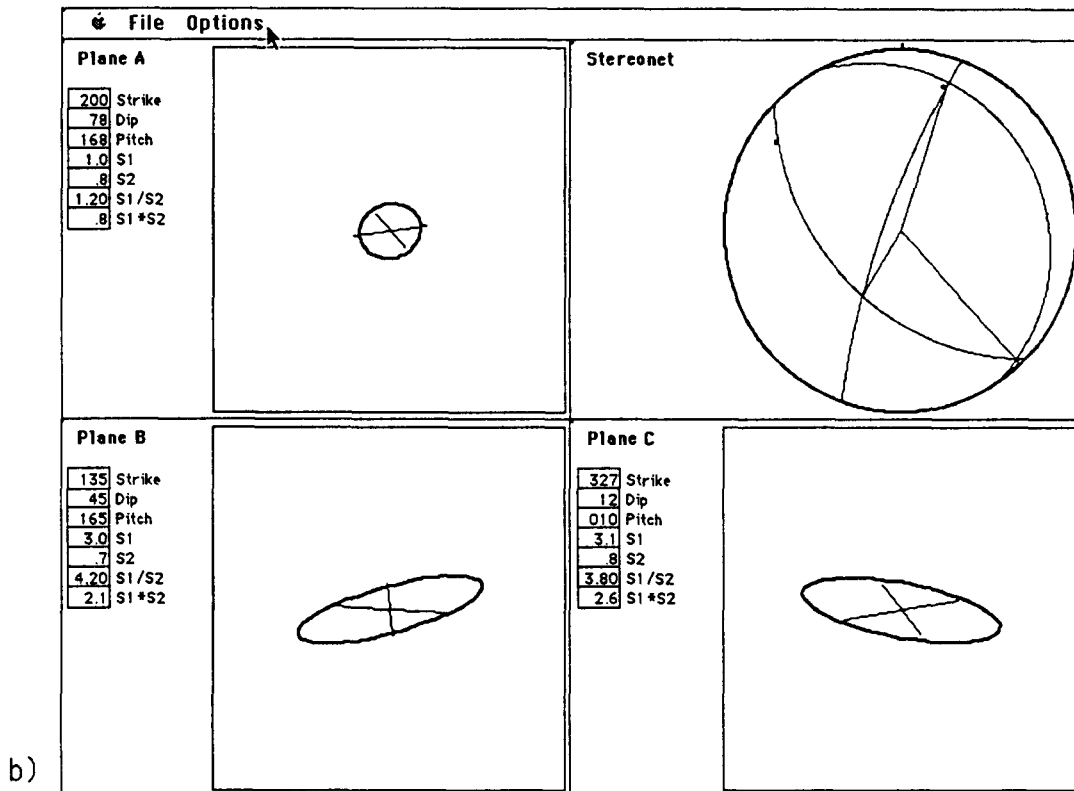 File Options
Plane A
200 Strike
78 Dip
168 Pitch
1.0 S1
.8 S2
1.20 S1/S2
.8 S1*S2
Stereonet
Plane B
135 Strike
45 Dip
165 Pitch
3.0 S1
.7 S2
4.20 S1/S2
2.1 S1*S2
Plane C
327 Strike
12 Dip
010 Pitch
3.1 S1
.8 S2
3.80 S1/S2
2.6 S1*S2
b)